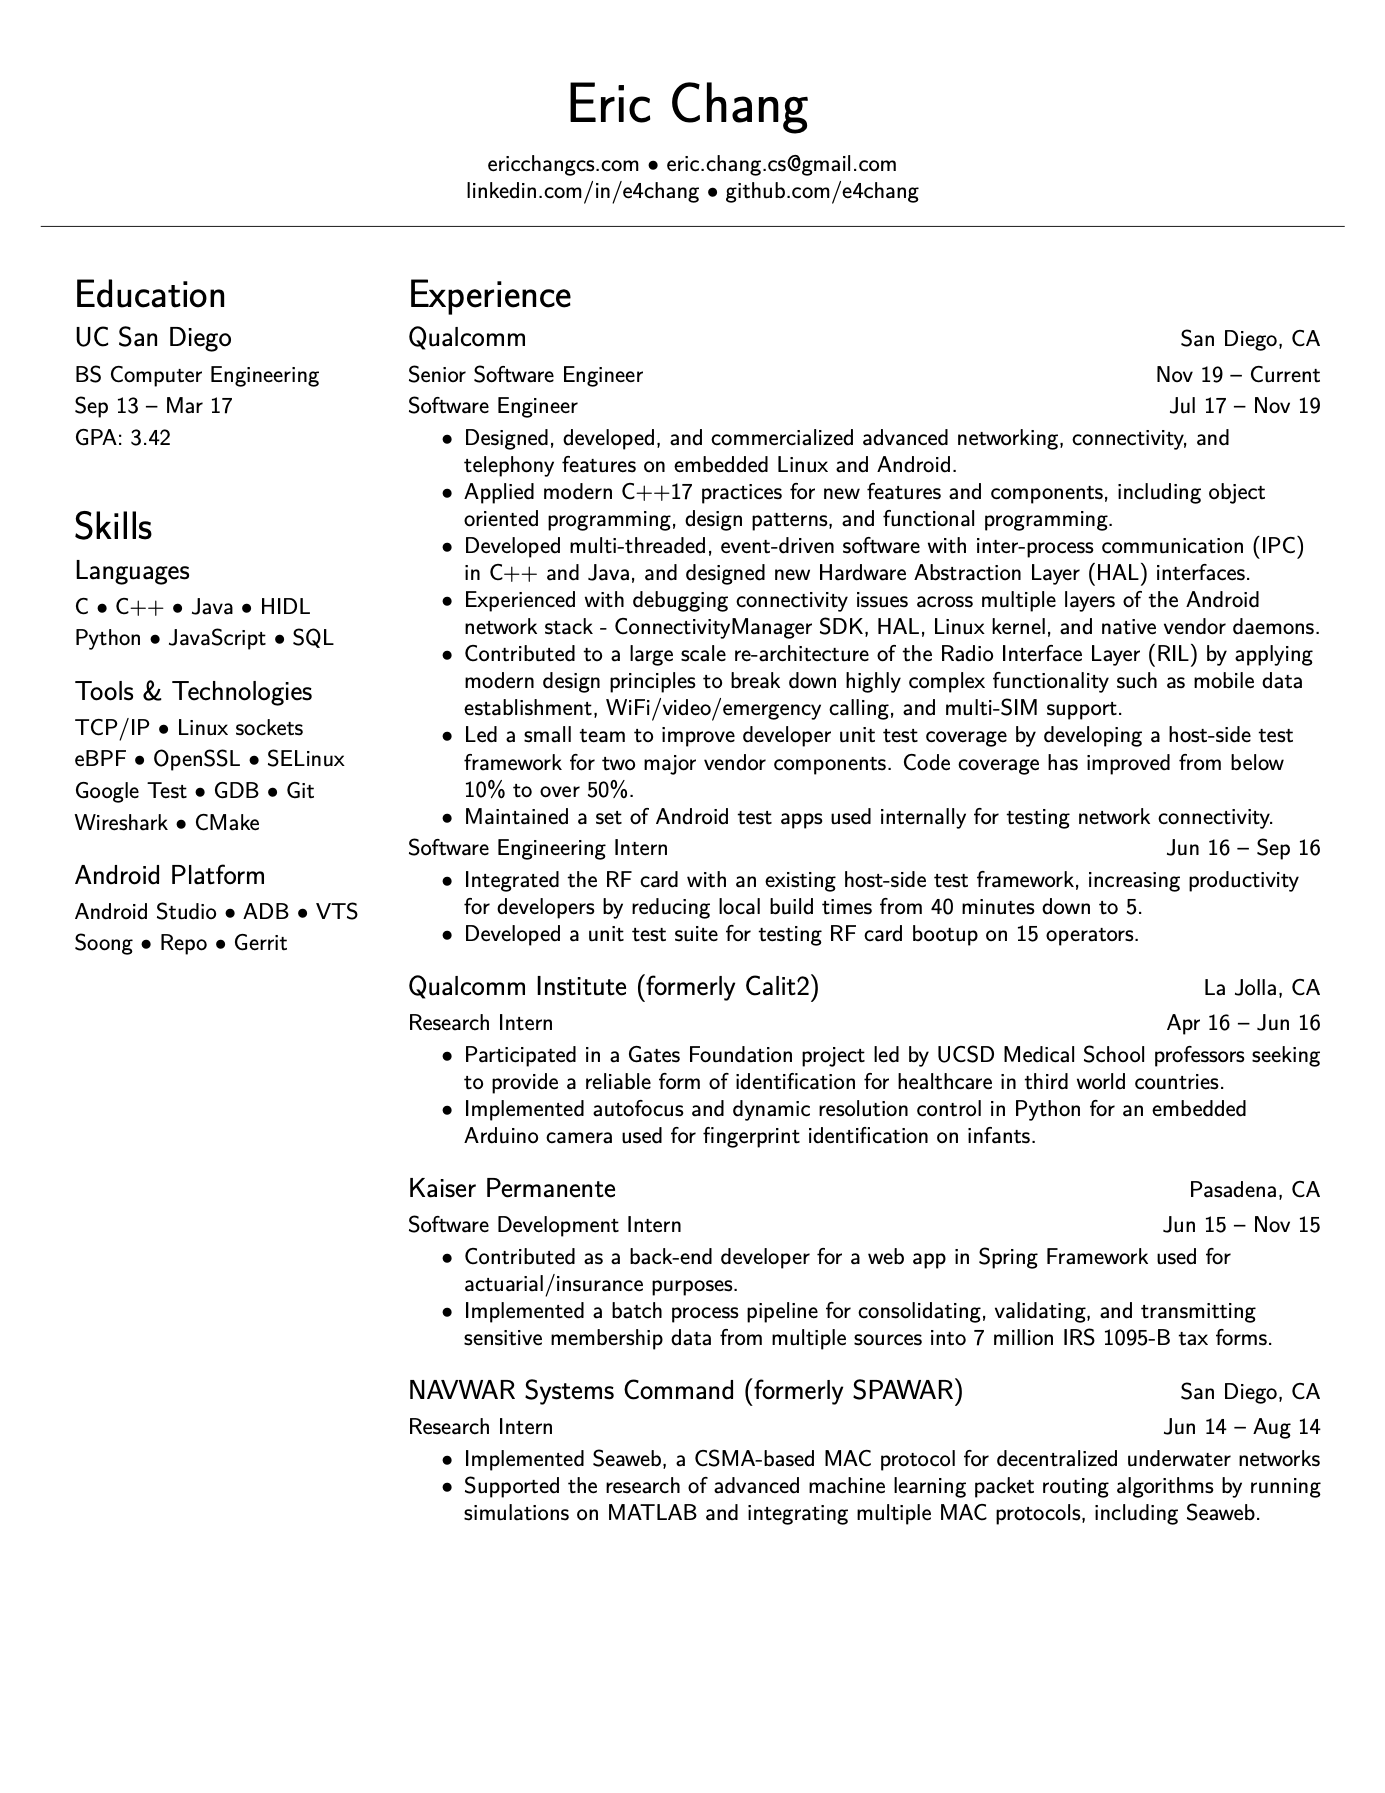 Eric Chang
ericchangcs.com • eric.chang.cs@gmail.com
linkedin.com/in/e4chang • github.com/e4chang
Education
UC San Diego
BS Computer Engineering
Sep 13 – Mar 17
GPA: 3.42
Skills
Languages
C • C++ • Java • HIDL
Python • JavaScript • SQL
Tools & Technologies
TCP/IP • Linux sockets
eBPF • OpenSSL • SELinux
Google Test • GDB • Git
Wireshark • CMake
Android Platform
Android Studio • ADB • VTS
Soong • Repo • Gerrit
Experience
Qualcomm San Diego, CA
Senior Software Engineer Nov 19 – Current
Software Engineer Jul 17 – Nov 19
• Designed, developed, and commercialized advanced networking, connectivity, and
telephony features on embedded Linux and Android.
• Applied modern C++17 practices for new features and components, including object
oriented programming, design patterns, and functional programming.
• Developed multi-threaded, event-driven software with inter-process communication (IPC)
in C++ and Java, and designed new Hardware Abstraction Layer (HAL) interfaces.
• Experienced with debugging connectivity issues across multiple layers of the Android
network stack - ConnectivityManager SDK, HAL, Linux kernel, and native vendor daemons.
• Contributed to a large scale re-architecture of the Radio Interface Layer (RIL) by applying
modern design principles to break down highly complex functionality such as mobile data
establishment, WiFi/video/emergency calling, and multi-SIM support.
• Led a small team to improve developer unit test coverage by developing a host-side test
framework for two major vendor components. Code coverage has improved from below
10% to over 50%.
• Maintained a set of Android test apps used internally for testing network connectivity.
Software Engineering Intern Jun 16 – Sep 16
• Integrated the RF card with an existing host-side test framework, increasing productivity
for developers by reducing local build times from 40 minutes down to 5.
• Developed a unit test suite for testing RF card bootup on 15 operators.
Qualcomm Institute (formerly Calit2) La Jolla, CA
Research Intern Apr 16 – Jun 16
• Participated in a Gates Foundation project led by UCSD Medical School professors seeking
to provide a reliable form of identification for healthcare in third world countries.
• Implemented autofocus and dynamic resolution control in Python for an embedded
Arduino camera used for fingerprint identification on infants.
Kaiser Permanente Pasadena, CA
Software Development Intern Jun 15 – Nov 15
• Contributed as a back-end developer for a web app in Spring Framework used for
actuarial/insurance purposes.
• Implemented a batch process pipeline for consolidating, validating, and transmitting
sensitive membership data from multiple sources into 7 million IRS 1095-B tax forms.
NAVWAR Systems Command (formerly SPAWAR) San Diego, CA
Research Intern Jun 14 – Aug 14
• Implemented Seaweb, a CSMA-based MAC protocol for decentralized underwater networks
• Supported the research of advanced machine learning packet routing algorithms by running
simulations on MATLAB and integrating multiple MAC protocols, including Seaweb.